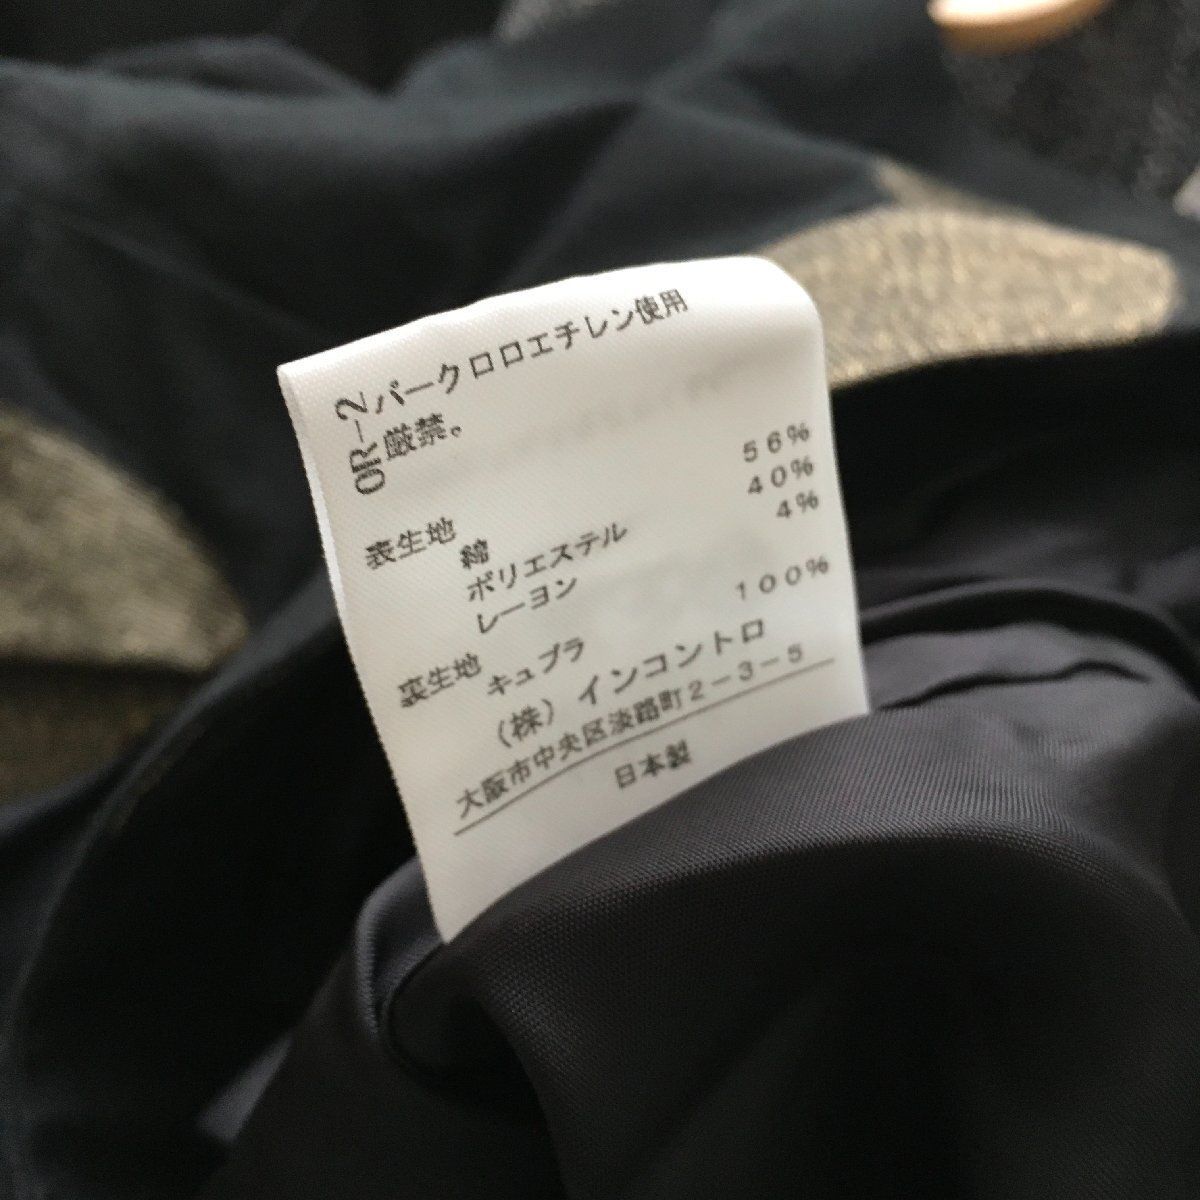 OR-2
パークロロエチレン使用
厳禁。
表生地
綿 56%
ポリエステル 40%
レーヨン 4%
裏生地
キュプラ 100%
(株) インコントロ
大阪市中央区淡路町2-3-5
日本製